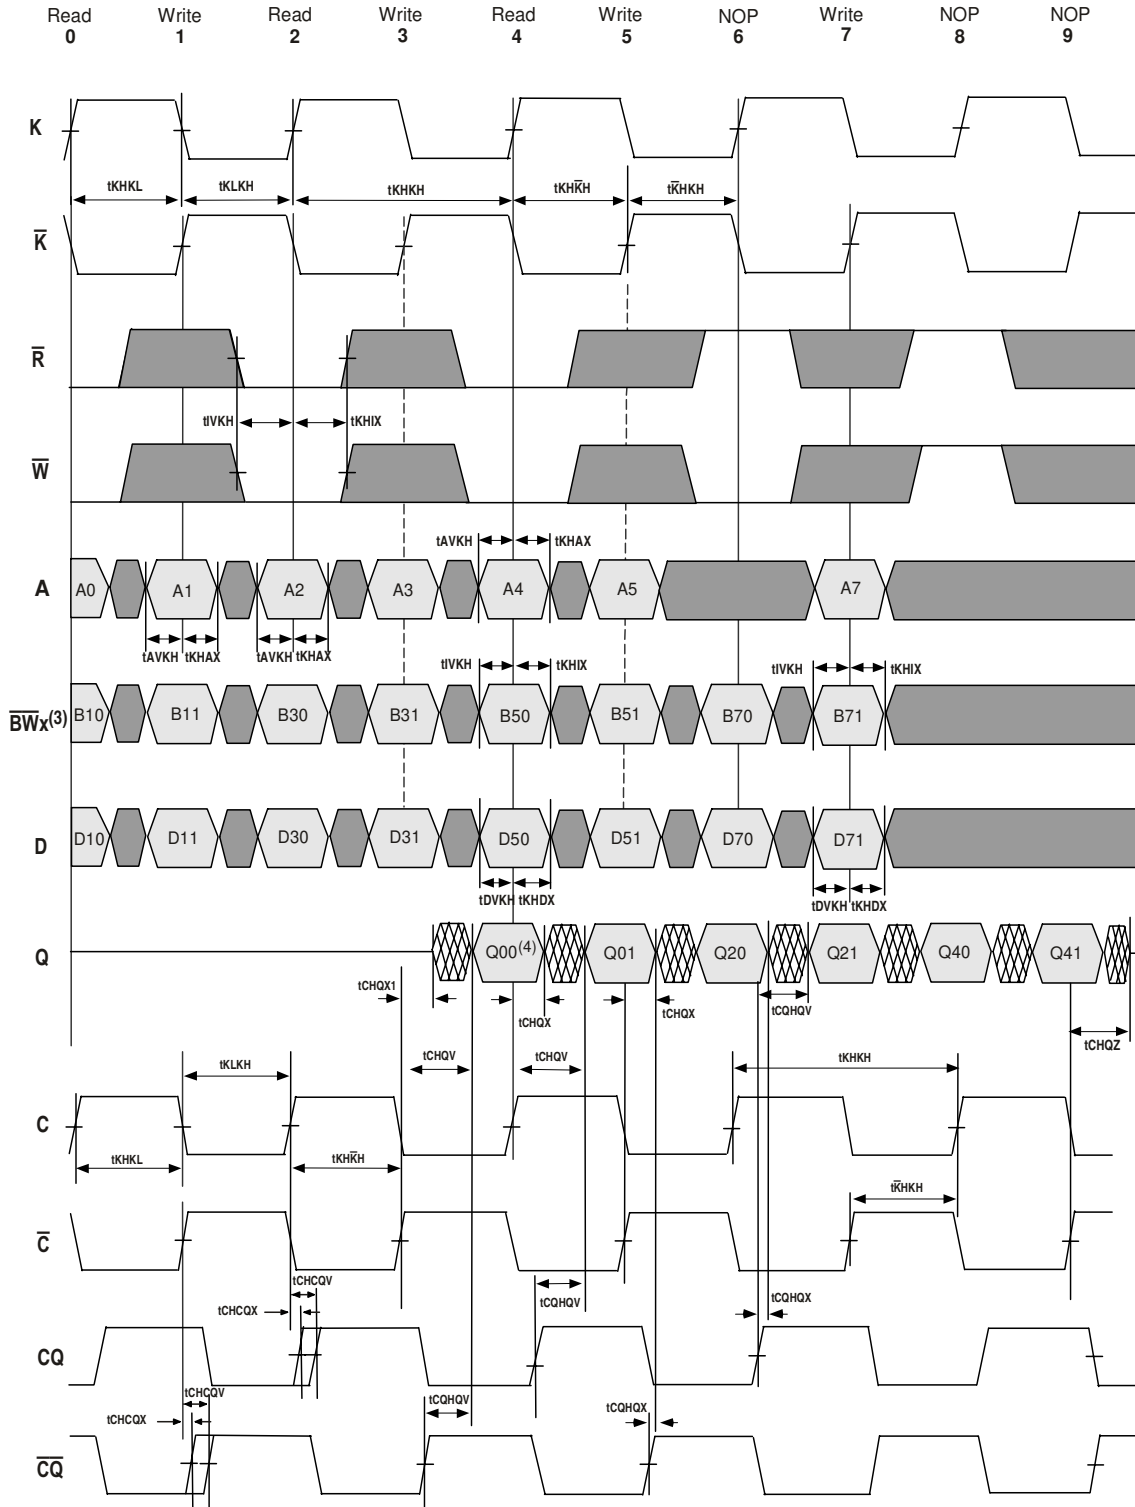 Read Write Read Write Read Write NOP Write NOP NOP
0 1 2 3 4 5 6 7 8 9
K
tKHKL tKLKH tKHKH tKHK̅H tK̅HKH
K̅
R̅
tIVKH tKHIX
W̅
tAVKH tKHAX
A A0 A1 A2 A3 A4 A5 A7
tAVKH tKHAX tAVKH tKHAX
tIVKH tKHIX tIVKH tKHIX
B̅W̅x(3) B10 B11 B30 B31 B50 B51 B70 B71
D D10 D11 D30 D31 D50 D51 D70 D71
tDVKH tKHDX tDVKH tKHDX
Q Q00(4) Q01 Q20 Q21 Q40 Q41
tCHQX1 tCHQX tCHQX tCQHQV tCHQZ
tKLKH tCHQV tCHQV tKHKH
C
tKHKL tKHK̅H tK̅HKH
C̅
tCHCQV tCQHQV tCQHQX
tCHCQX
CQ
tCHCQV tCQHQV tCQHQX
tCHCQX
C̅Q̅